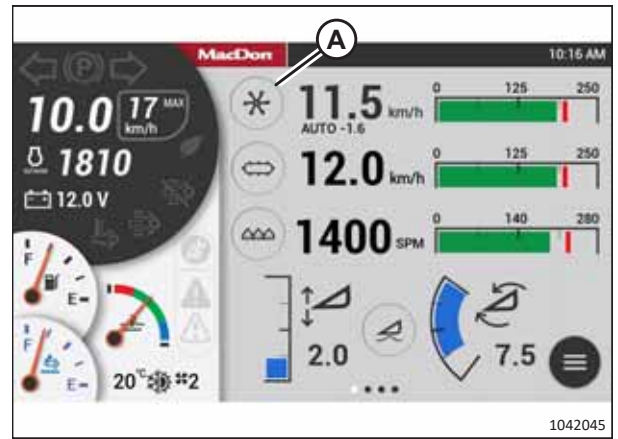 A
MacDon
10:16 AM
P
10.0 17 MAX km/h
1810
12.0 V
11.5 km/h
AUTO -1.6
0 125 250
12.0 km/h
0 125 250
1400 SPM
0 140 280
F
E
F
E
20°C 2
2.0
7.5
1042045